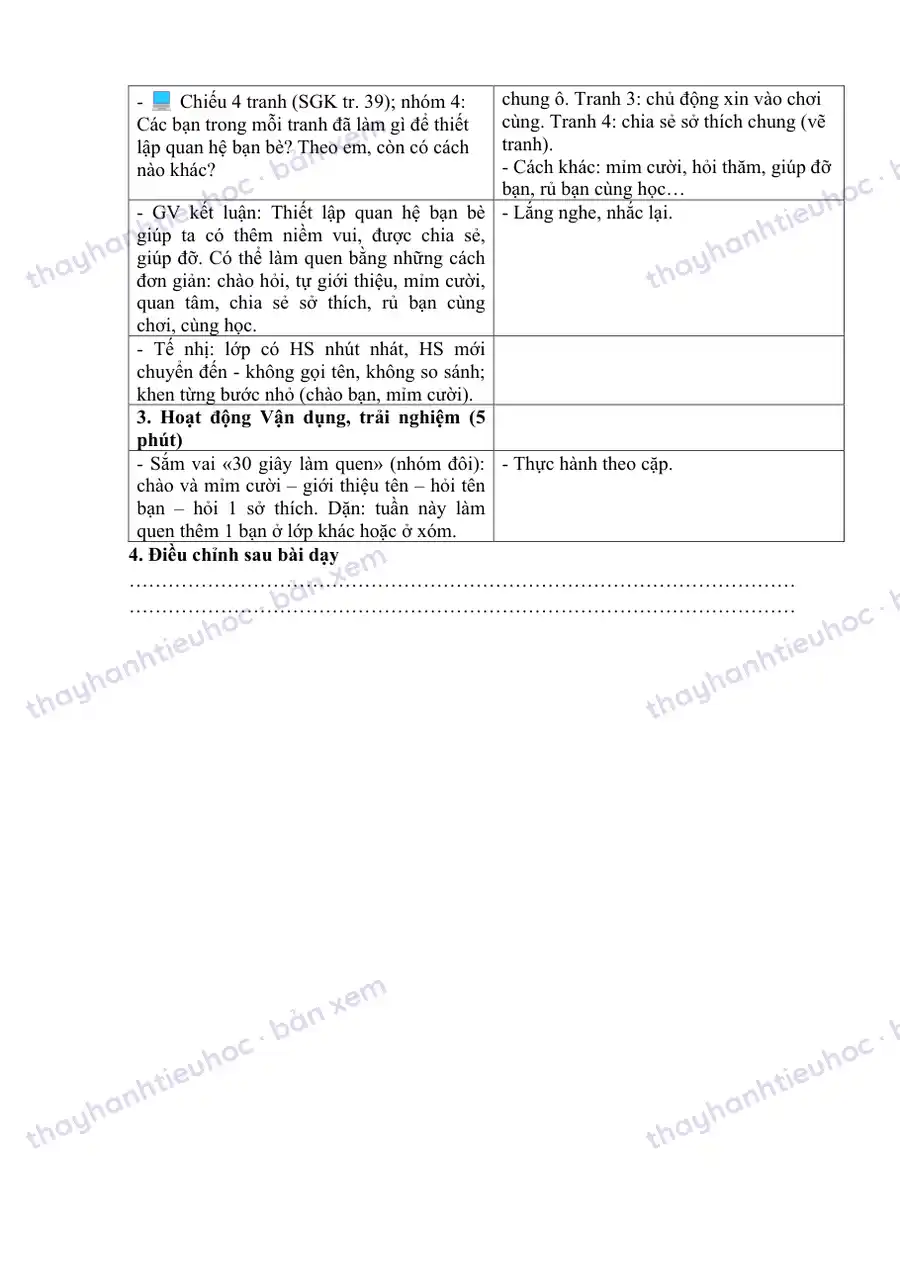 - Chiếu 4 tranh (SGK tr. 39); nhóm 4:
Các bạn trong mỗi tranh đã làm gì để thiết
lập quan hệ bạn bè? Theo em, còn có cách
nào khác?
chung ô. Tranh 3: chủ động xin vào chơi
cùng. Tranh 4: chia sẻ sở thích chung (vẽ
tranh).
- Cách khác: mỉm cười, hỏi thăm, giúp đỡ
bạn, rủ bạn cùng học…
- GV kết luận: Thiết lập quan hệ bạn bè
giúp ta có thêm niềm vui, được chia sẻ,
giúp đỡ. Có thể làm quen bằng những cách
đơn giản: chào hỏi, tự giới thiệu, mỉm cười,
quan tâm, chia sẻ sở thích, rủ bạn cùng
chơi, cùng học.
- Lắng nghe, nhắc lại.
- Tế nhị: lớp có HS nhút nhát, HS mới
chuyển đến - không gọi tên, không so sánh;
khen từng bước nhỏ (chào bạn, mỉm cười).
3. Hoạt động Vận dụng, trải nghiệm (5
phút)
- Sắm vai «30 giây làm quen» (nhóm đôi):
chào và mỉm cười – giới thiệu tên – hỏi tên
bạn – hỏi 1 sở thích. Dặn: tuần này làm
quen thêm 1 bạn ở lớp khác hoặc ở xóm.
- Thực hành theo cặp.
4. Điều chỉnh sau bài dạy
……………………………………………………………………………………………
……………………………………………………………………………………………
thayhanhtieuhoc · bản xem
thayhanhtieuhoc · b
thayhanhtieuhoc · bản xem
thayhanhtieuhoc · b
thayhanhtieuhoc · bản xem
thayhanhtieuhoc · b